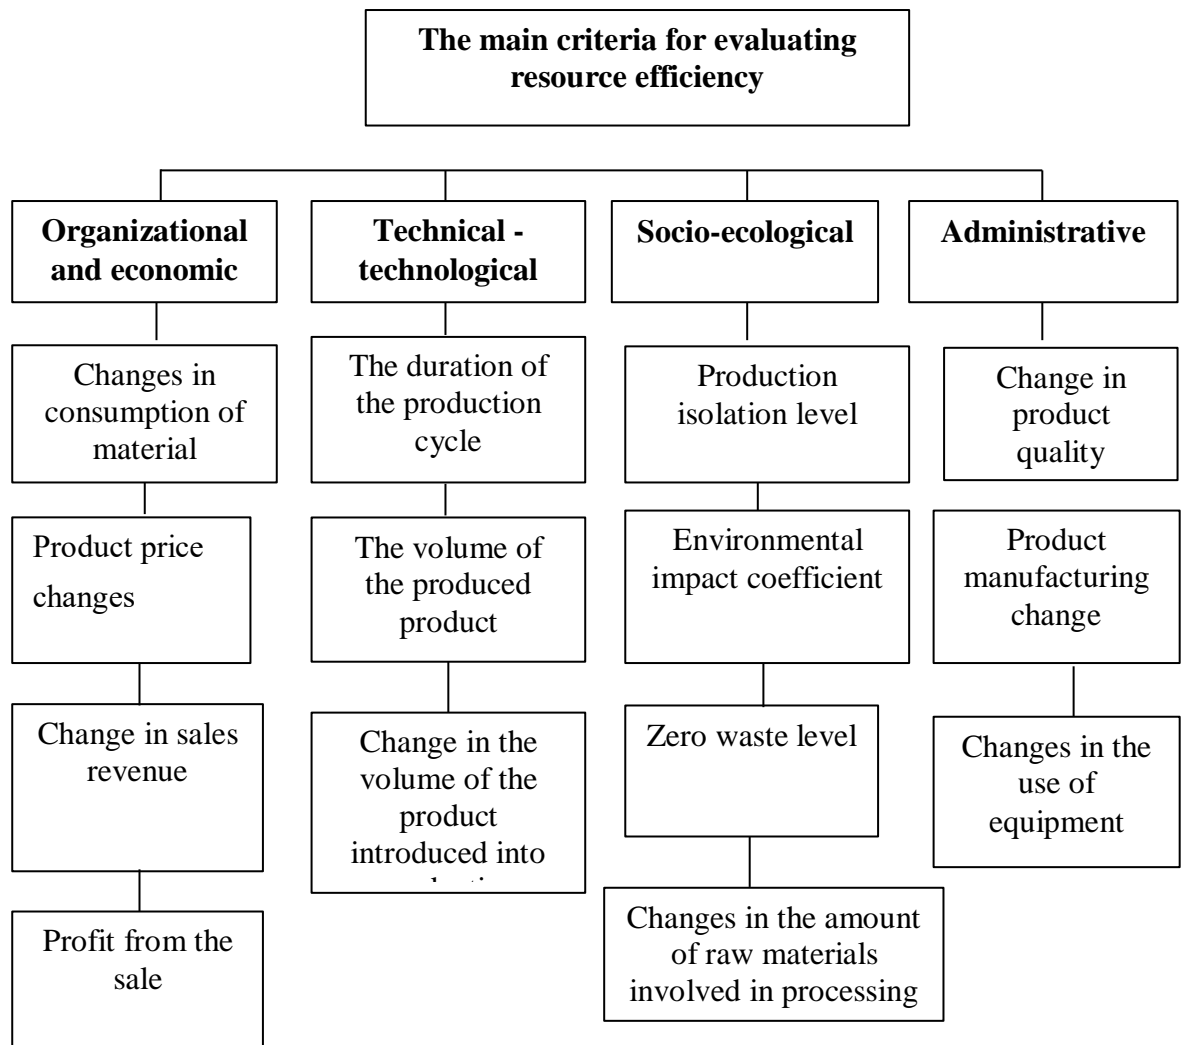 The main criteria for evaluating
resource efficiency
Organizational
and economic
Technical -
technological
Socio-ecological
Administrative
Changes in
consumption of
material
Product price
changes
Change in sales
revenue
Profit from the
sale
The duration of
the production
cycle
The volume of
the produced
product
Change in the
volume of the
product
introduced into
Production
isolation level
Environmental
impact coefficient
Zero waste level
Changes in the amount
of raw materials
involved in processing
Change in
product
quality
Product
manufacturing
change
Changes in the
use of
equipment